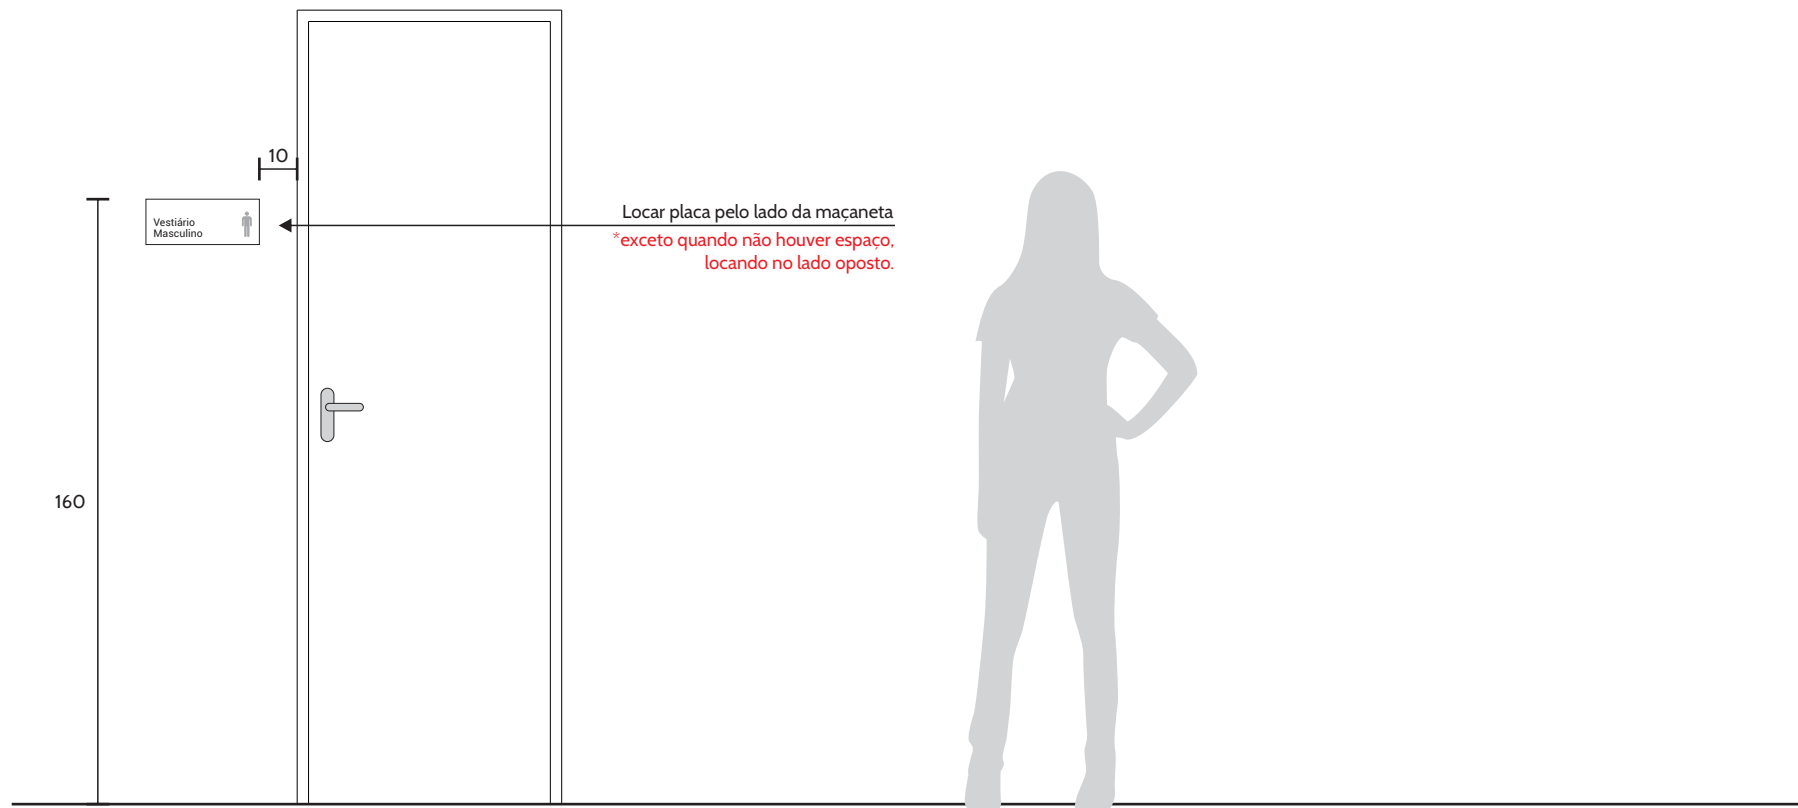 10
Vestiário
Masculino
Locar placa pelo lado da maçaneta
*exceto quando não houver espaço,
locando no lado oposto.
160